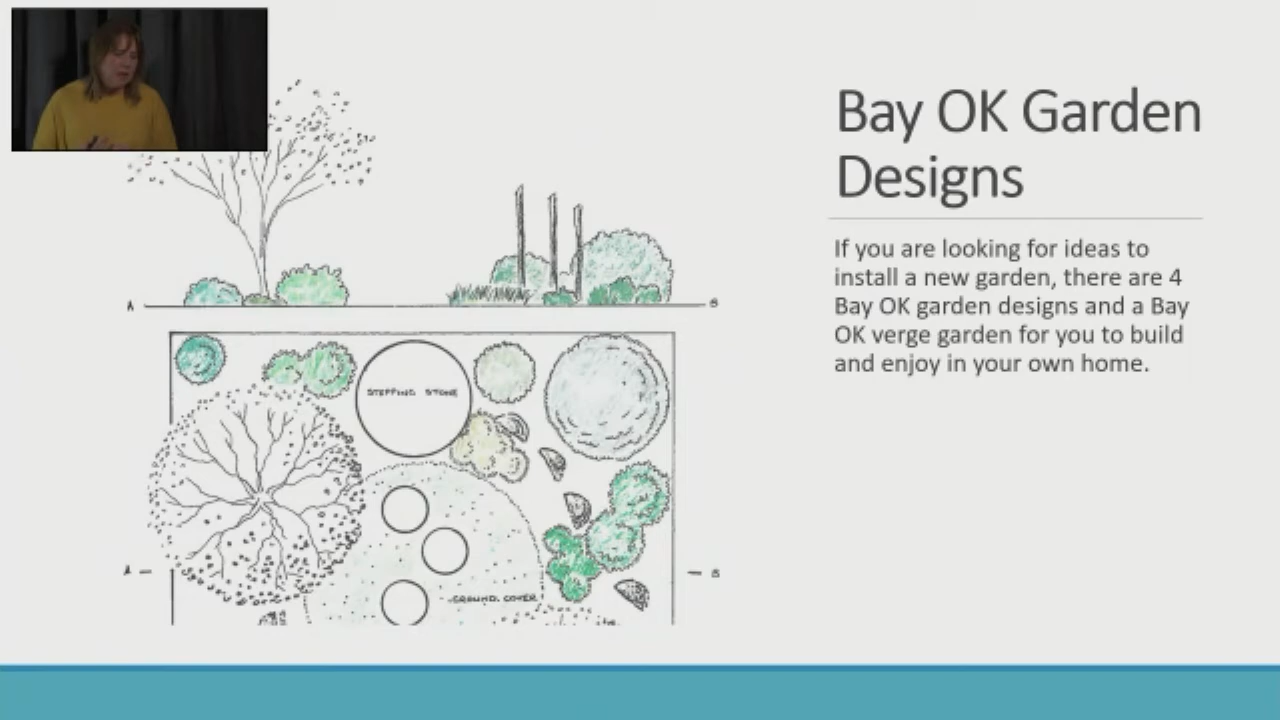 Bay OK Garden
Designs
If you are looking for ideas to
install a new garden, there are 4
Bay OK garden designs and a Bay
OK verge garden for you to build
and enjoy in your own home.
A
B
STEPPING STONE
A
B
GROUND COVER